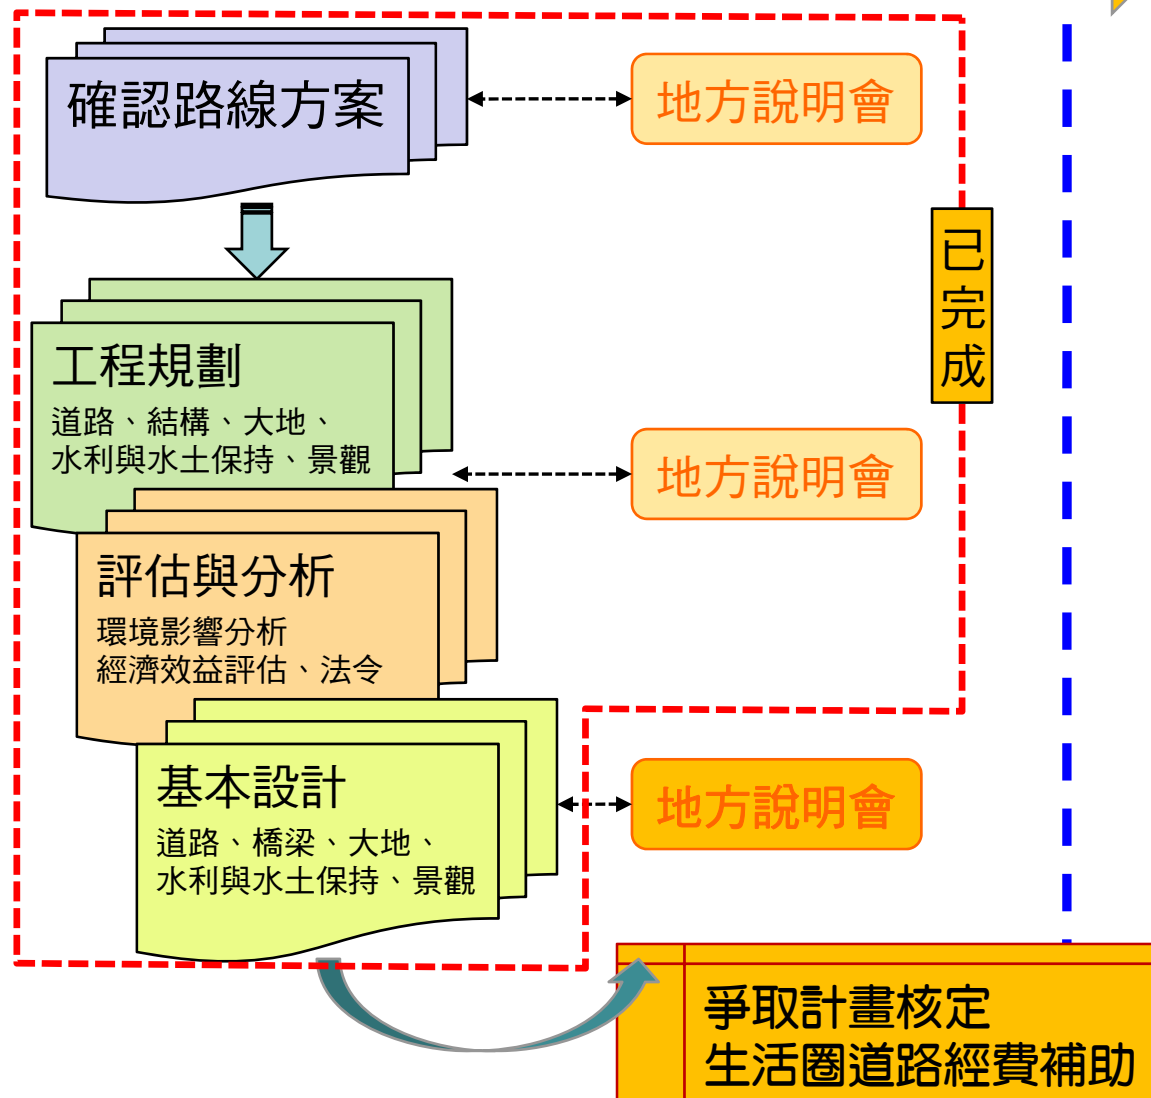 確認路線方案
地方說明會
已完成
工程規劃
道路、結構、大地、
水利與水土保持、景觀
地方說明會
評估與分析
環境影響分析
經濟效益評估、法令
基本設計
道路、橋梁、大地、
水利與水土保持、景觀
地方說明會
爭取計畫核定
生活圈道路經費補助